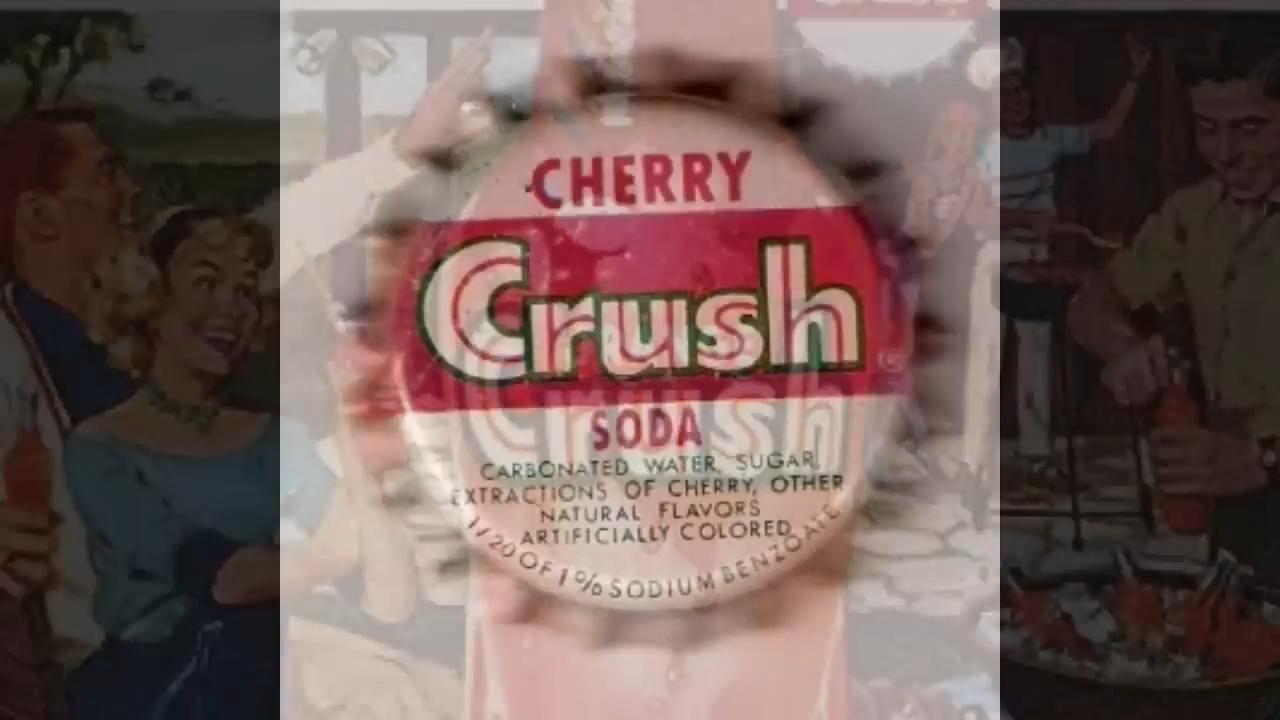 CHERRY
Crush
SODA
Crush
CARBONATED WATER, SUGAR,
EXTRACTIONS OF CHERRY, OTHER
NATURAL FLAVORS
ARTIFICIALLY COLORED
1/20 OF 1% SODIUM BENZOATE